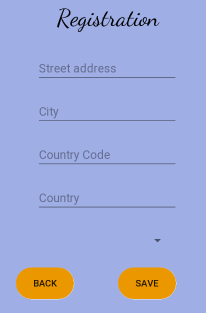 Registration
Street address
City
Country Code
Country
BACK SAVE